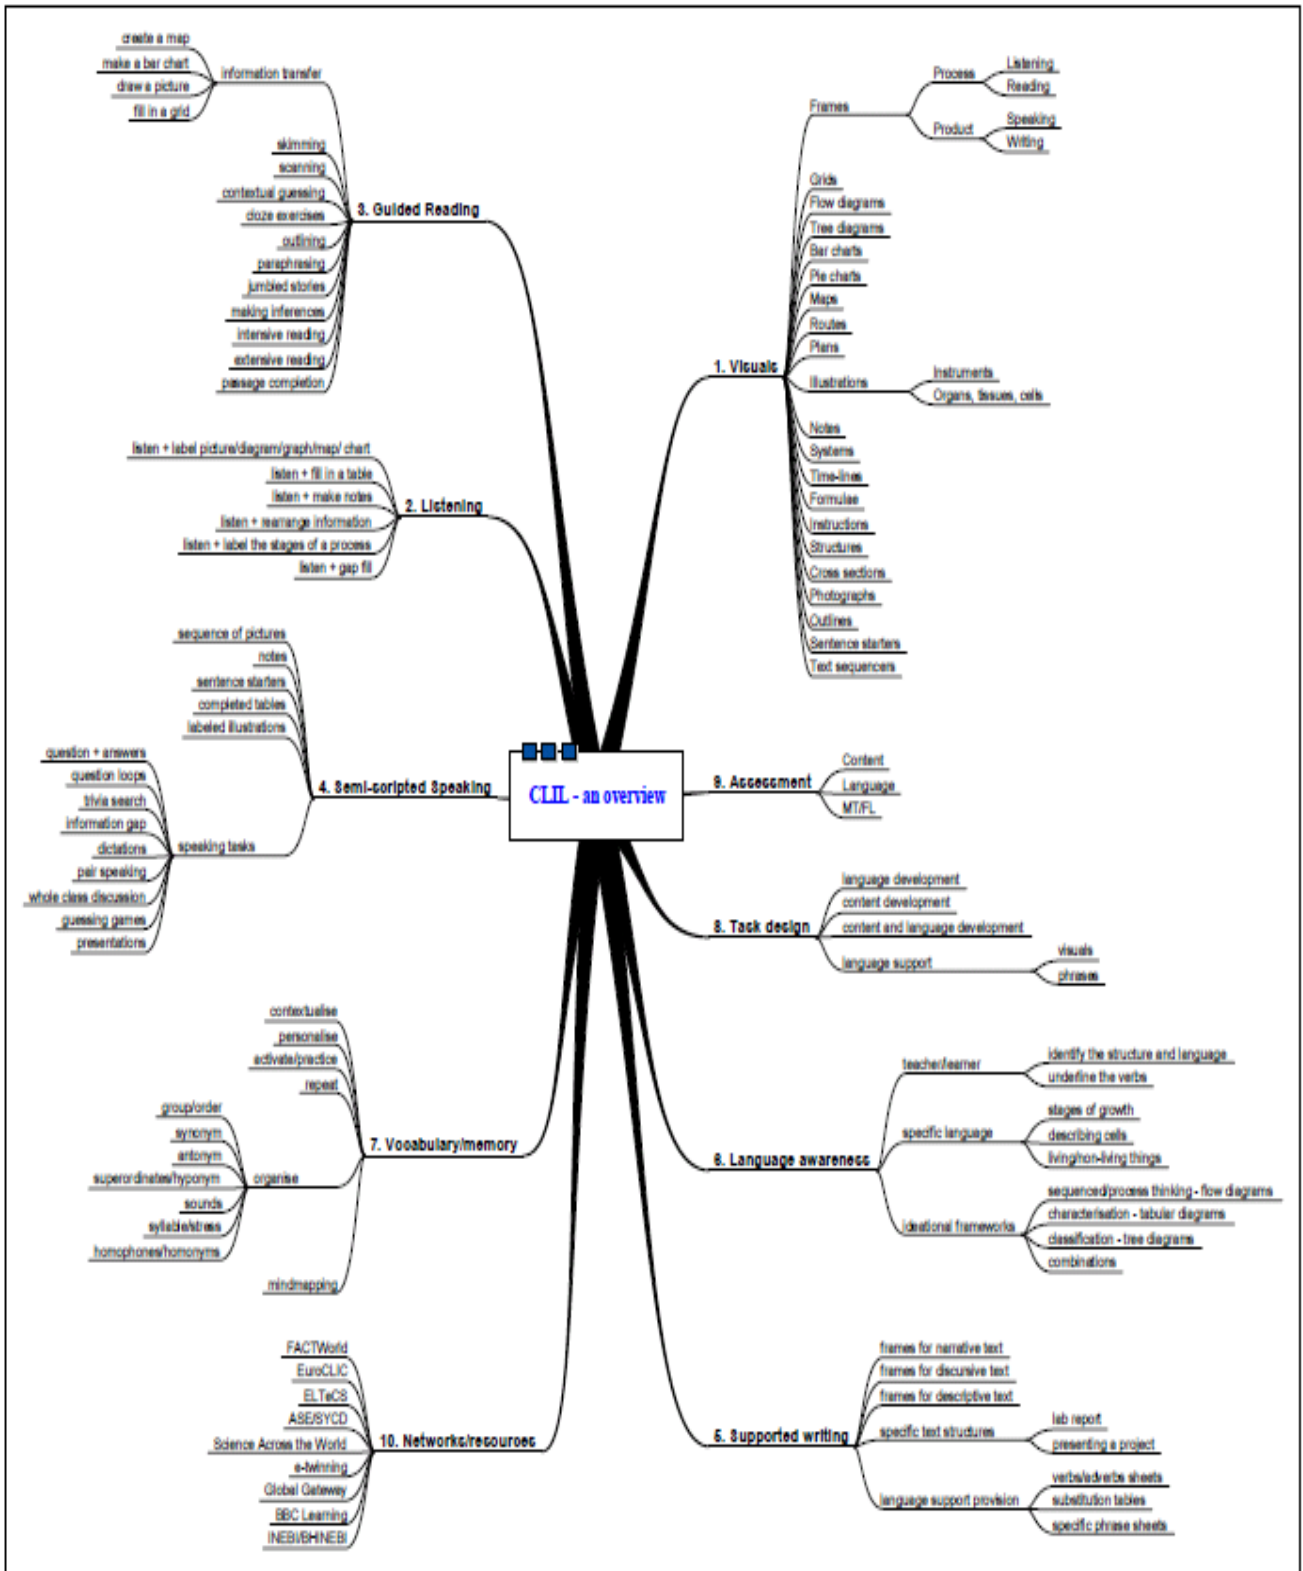 create a map
make a bar chart
draw a picture
fill in a grid
information transfer
skimming
scanning
contextual guessing
cloze exercises
outlining
paraphrasing
jumbled stories
making inferences
intensive reading
extensive reading
passage completion
3. Guided Reading
listen + label picture/diagram/graph/map/ chart
listen + fill in a table
listen + make notes
listen + rearrange information
listen + label the stages of a process
listen + gap fill
2. Listening
sequence of pictures
notes
sentence starters
completed tables
labeled illustrations
question + answers
question loops
trivia search
information gap
dictations
pair speaking
whole class discussion
guessing games
presentations
speaking tasks
4. Semi-scripted Speaking
contextualise
personalise
activate/practice
repeat
group/order
synonym
antonym
superordinates/hyponym
sounds
syllable/stress
homophones/homonyms
organise
mindmapping
7. Vocabulary/memory
FACTWorld
EuroCLIC
ELTeCS
ASE/SYCD
Science Across the World
e-twinning
Global Gateway
BBC Learning
INEBI/BHINEBI
10. Networks/resources
CLIL - an overview
1. Visuals
Frames
Process
Listening
Reading
Product
Speaking
Writing
Grids
Flow diagrams
Tree diagrams
Bar charts
Pie charts
Maps
Routes
Plans
Illustrations
Instruments
Organs, tissues, cells
Notes
Systems
Time-lines
Formulae
Instructions
Structures
Cross sections
Photographs
Outlines
Sentence starters
Text sequencers
9. Assessment
Content
Language
MT/FL
8. Task design
language development
content development
content and language development
language support
visuals
phrases
6. Language awareness
teacher/learner
identify the structure and language
underline the verbs
specific language
stages of growth
describing cells
living/non-living things
ideational frameworks
sequenced/process thinking - flow diagrams
characterisation - tabular diagrams
classification - tree diagrams
combinations
5. Supported writing
frames for narrative text
frames for discursive text
frames for descriptive text
specific text structures
lab report
presenting a project
language support provision
verbs/adverbs sheets
substitution tables
specific phrase sheets